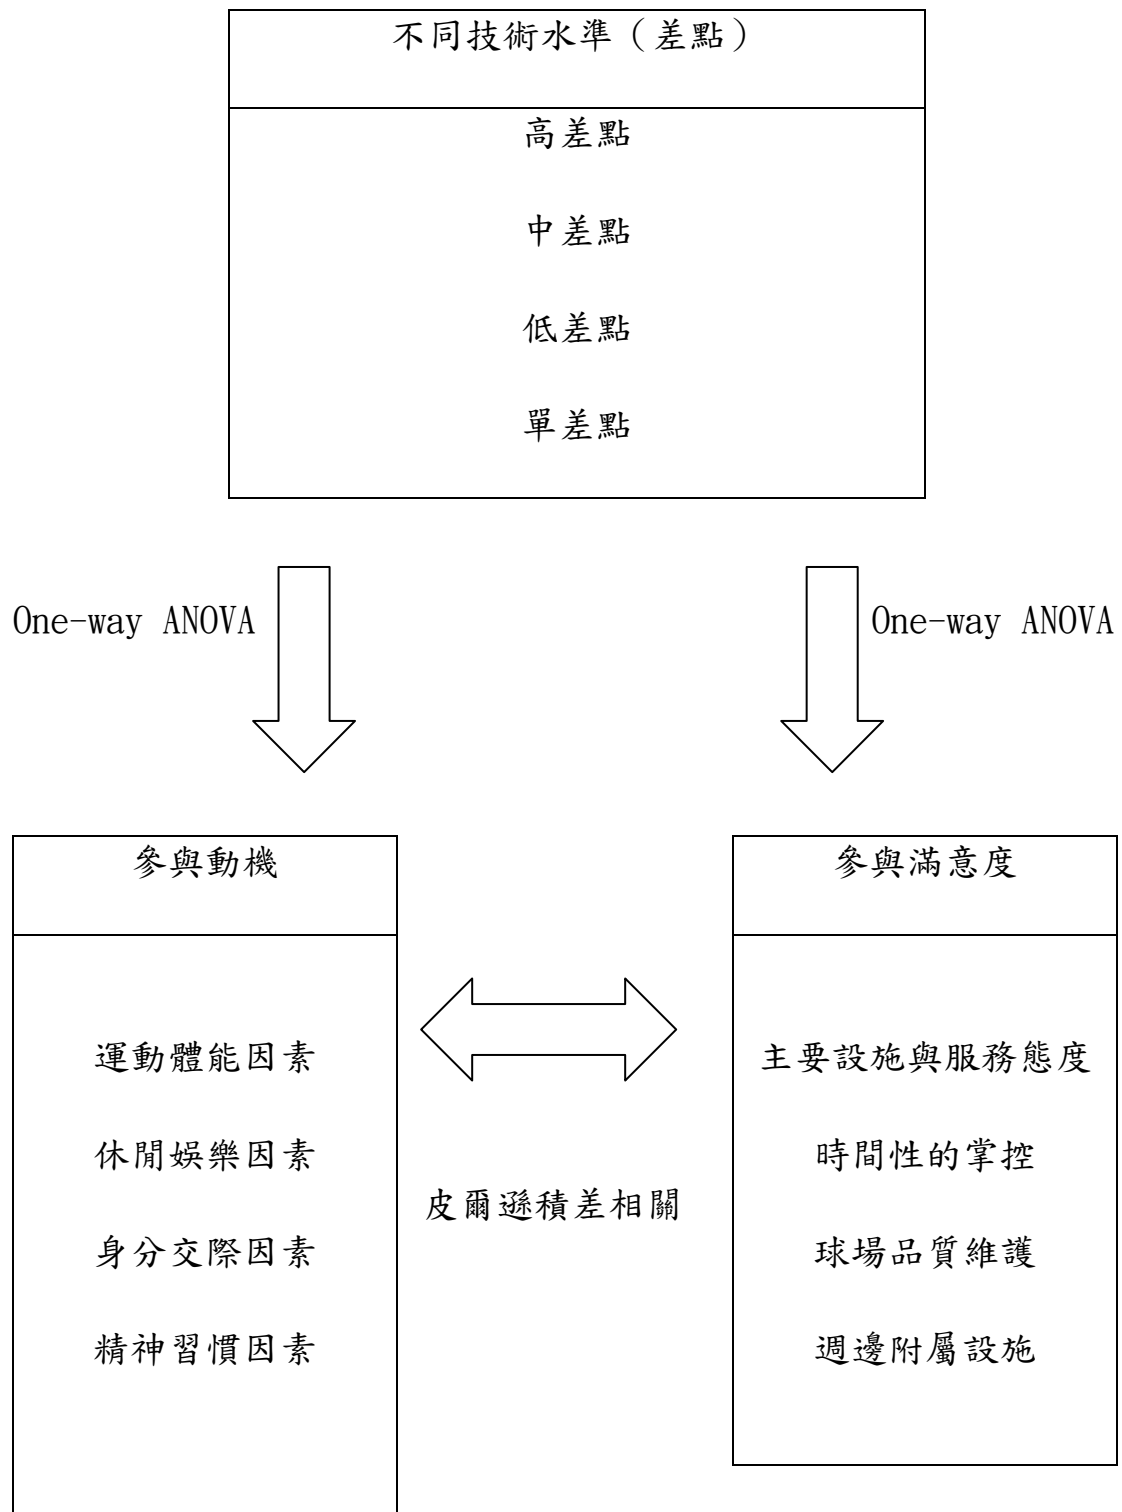 不同技術水準（差點）
高差點
中差點
低差點
單差點
One-way ANOVA
One-way ANOVA
參與動機
運動體能因素
休閒娛樂因素
身分交際因素
精神習慣因素
皮爾遜積差相關
參與滿意度
主要設施與服務態度
時間性的掌控
球場品質維護
週邊附屬設施